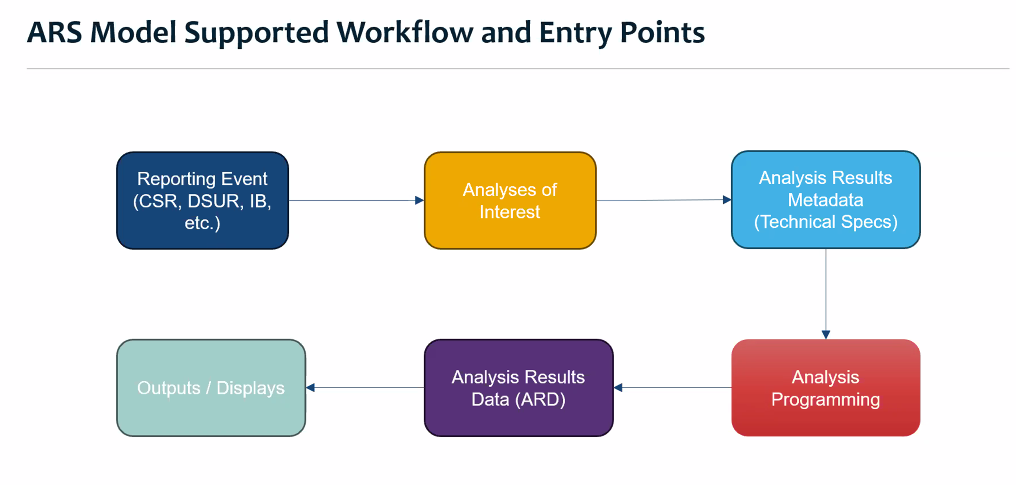 ARS Model Supported Workflow and Entry Points
Reporting Event
(CSR, DSUR, IB,
etc.)
Analyses of
Interest
Analysis Results
Metadata
(Technical Specs)
Outputs / Displays
Analysis Results
Data (ARD)
Analysis
Programming